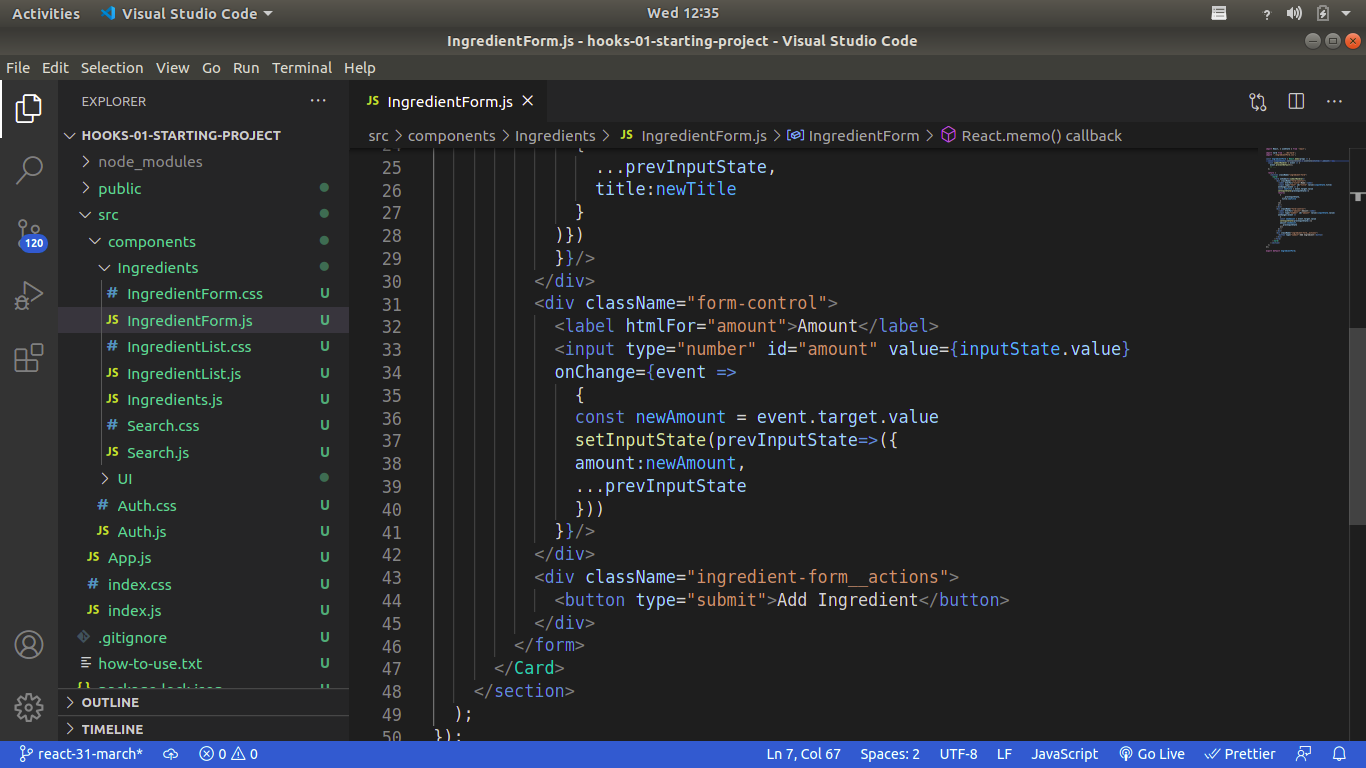 Activities Visual Studio Code Wed 12:35
IngredientForm.js - hooks-01-starting-project - Visual Studio Code
File Edit Selection View Go Run Terminal Help
EXPLORER ···
HOOKS-01-STARTING-PROJECT
node_modules
public
src
components
Ingredients
# IngredientForm.css U
JS IngredientForm.js U
# IngredientList.css U
JS IngredientList.js U
JS Ingredients.js U
# Search.css U
JS Search.js U
UI
# Auth.css U
JS Auth.js U
JS App.js U
# index.css U
JS index.js U
.gitignore U
how-to-use.txt U
{} package-lock.json U
OUTLINE
TIMELINE
120
JS IngredientForm.js
src > components > Ingredients > JS IngredientForm.js > IngredientForm > React.memo() callback
24 {
25 ...prevInputState,
26 title:newTitle
27 }
28 )})
29 }}/>
30 </div>
31 <div className="form-control">
32 <label htmlFor="amount">Amount</label>
33 <input type="number" id="amount" value={inputState.value}
34 onChange={event =>
35 {
36 const newAmount = event.target.value
37 setInputState(prevInputState=>({
38 amount:newAmount,
39 ...prevInputState
40 }))
41 }}/>
42 </div>
43 <div className="ingredient-form__actions">
44 <button type="submit">Add Ingredient</button>
45 </div>
46 </form>
47 </Card>
48 </section>
49 );
50 });
react-31-march* 0 0 Ln 7, Col 67 Spaces: 2 UTF-8 LF JavaScript Go Live Prettier